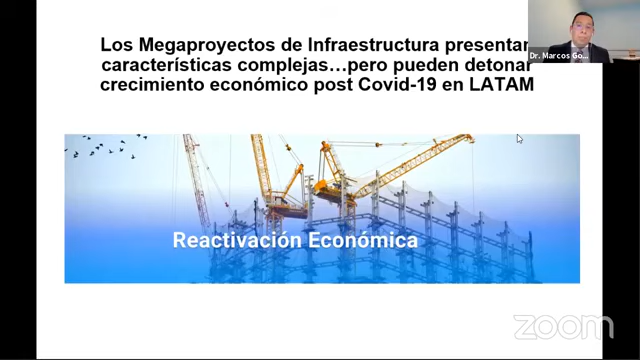 Los Megaproyectos de Infraestructura presentan
características complejas…pero pueden detonar
crecimiento económico post Covid-19 en LATAM
Dr. Marcos Go...
Reactivación Económica
zoom